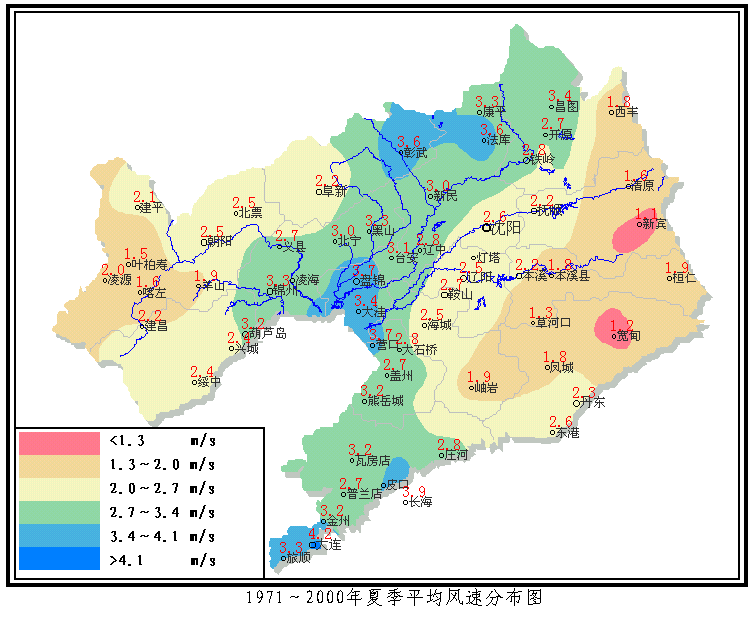 3.4
昌图
3.3
康平
1.8
西丰
2.7
开原
3.6
法库
3.6
彰武
2.8
铁岭
1.6
清原
2.2
阜新
3.0
新民
2.1
建平
2.5
北票
2.2
抚顺
1.1
新宾
2.6
沈阳
3.3
黑山
2.5
朝阳
2.7
义县
3.0
北宁
2.8
辽中
3.1
台安
灯塔
1.5
叶柏寿
2.0
凌源
1.9
羊山
1.6
喀左
3.3
锦州
凌海
盘锦
2.5
辽阳
2.2
本溪
1.8
本溪县
1.9
桓仁
鞍山
3.4
大洼
2.2
建昌
3.2
葫芦岛
兴城
2.5
海城
1.3
草河口
1.2
宽甸
3.7
营口
2.8
大石桥
2.4
绥中
2.7
盖州
1.8
凤城
1.9
岫岩
3.2
熊岳城
2.3
丹东
2.6
东港
2.8
庄河
3.2
瓦房店
2.7
普兰店
皮口
3.9
长海
3.2
金州
4.2
大连
3.3
旅顺
<1.3 m/s
1.3~2.0 m/s
2.0~2.7 m/s
2.7~3.4 m/s
3.4~4.1 m/s
>4.1 m/s
1971~2000年夏季平均风速分布图